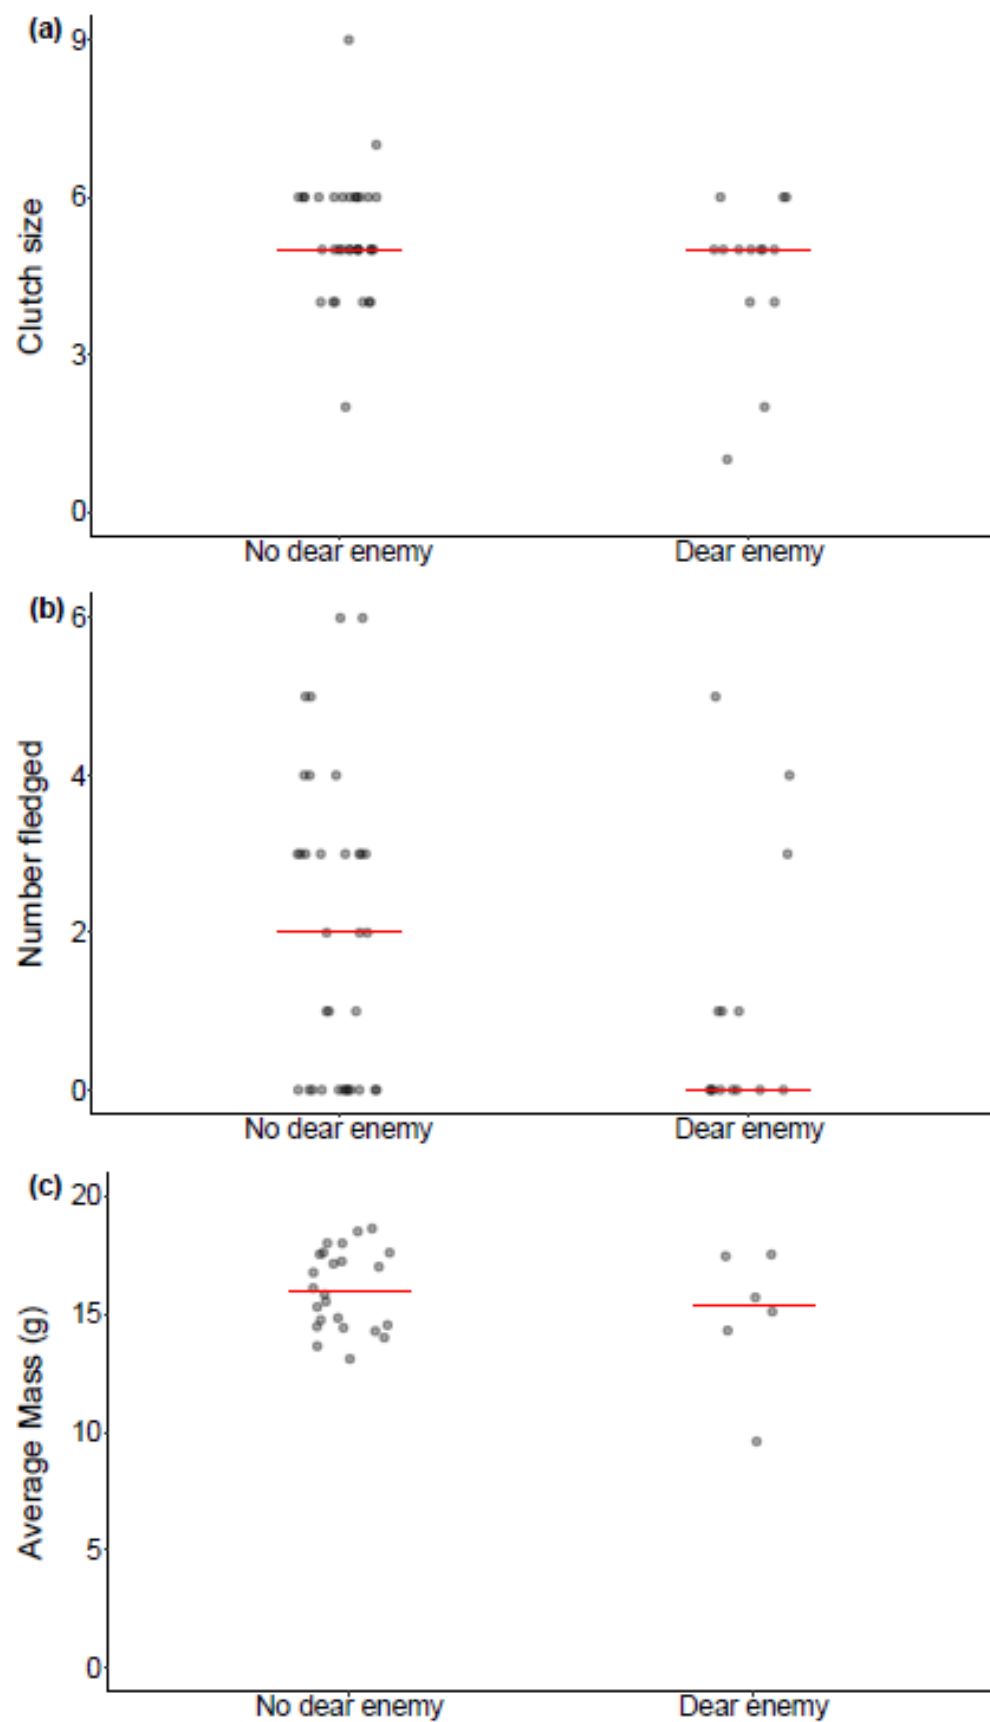 (a)
9
6
3
0
Clutch size
No dear enemy Dear enemy
(b)
6
4
2
0
Number fledged
No dear enemy Dear enemy
(c)
20
15
10
5
0
Average Mass (g)
No dear enemy Dear enemy